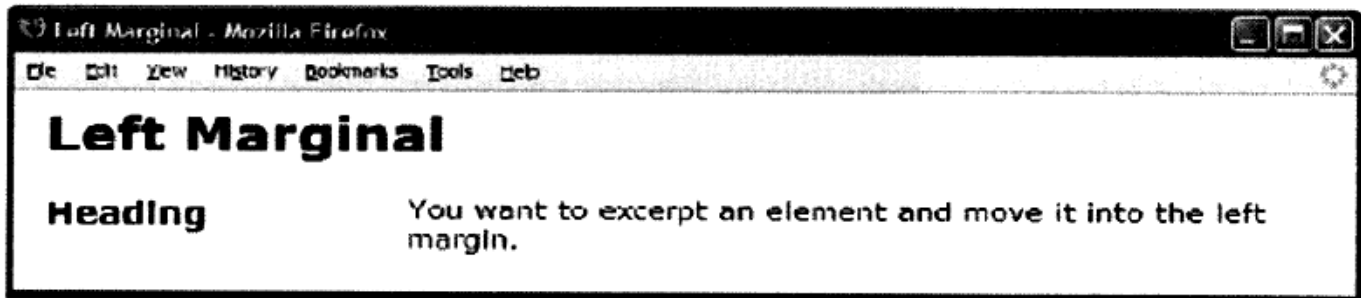 Left Marginal - Mozilla Firefox
File Edit View History Bookmarks Tools Help
Left Marginal
Heading
You want to excerpt an element and move it into the left
margin.